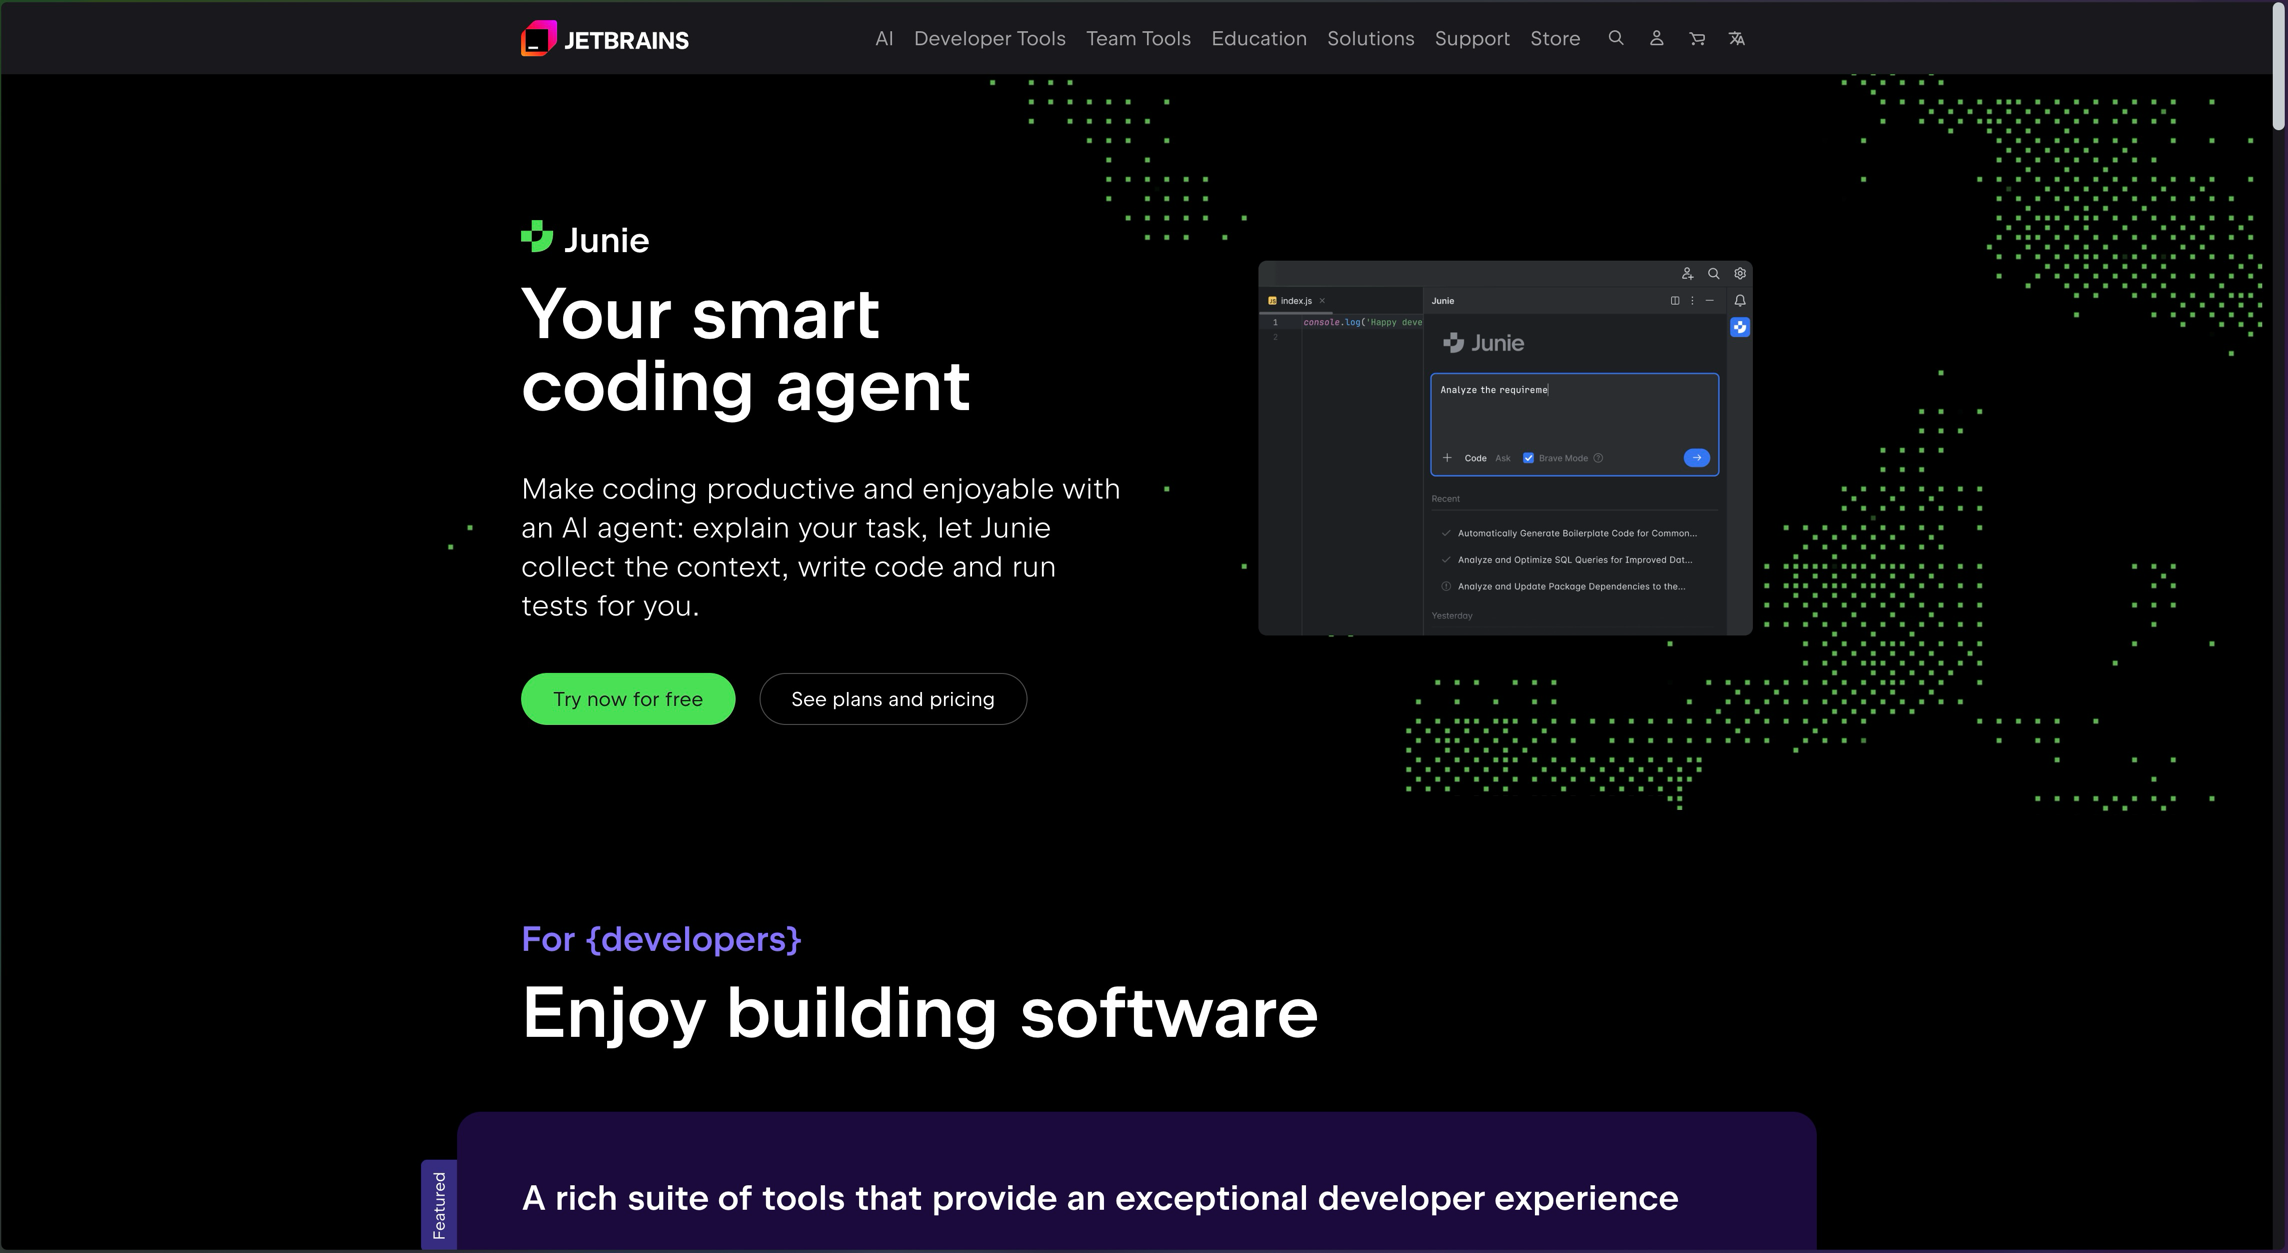 JETBRAINS
AI Developer Tools Team Tools Education Solutions Support Store
Junie
Your smart
coding agent
Make coding productive and enjoyable with
an AI agent: explain your task, let Junie
collect the context, write code and run
tests for you.
Try now for free
See plans and pricing
JS index.js
1 console.log('Happy deve
2
Junie
Junie
Analyze the requireme
Code Ask Brave Mode
Recent
Automatically Generate Boilerplate Code for Common...
Analyze and Optimize SQL Queries for Improved Dat...
Analyze and Update Package Dependencies to the...
Yesterday
For {developers}
Enjoy building software
Featured
A rich suite of tools that provide an exceptional developer experience